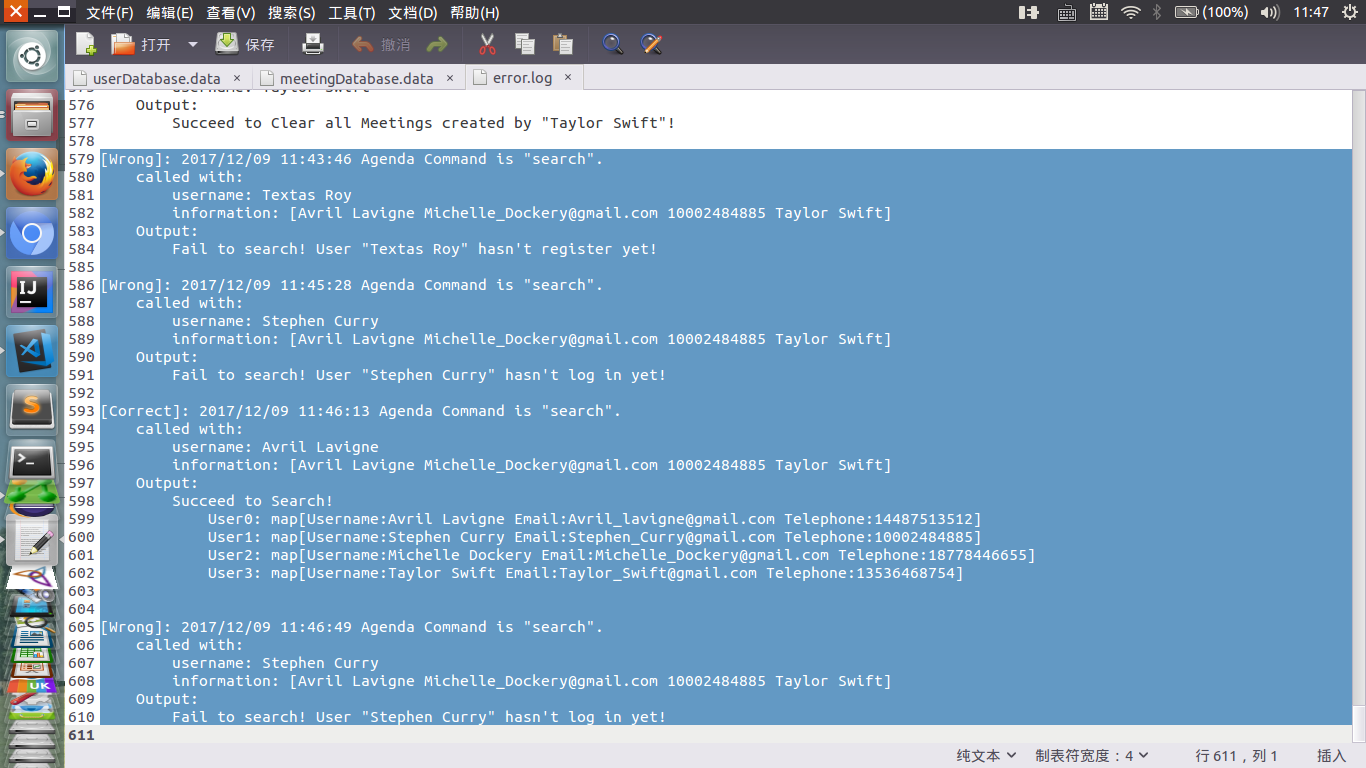 文件(F) 编辑(E) 查看(V) 搜索(S) 工具(T) 文档(D) 帮助(H) (100%) 11:47
打开 保存 撤消
userDatabase.data × meetingDatabase.data × error.log ×
576 Output:
577 Succeed to Clear all Meetings created by "Taylor Swift"!
578
579 [Wrong]: 2017/12/09 11:43:46 Agenda Command is "search".
580 called with:
581 username: Textas Roy
582 information: [Avril Lavigne Michelle_Dockery@gmail.com 10002484885 Taylor Swift]
583 Output:
584 Fail to search! User "Textas Roy" hasn't register yet!
585
586 [Wrong]: 2017/12/09 11:45:28 Agenda Command is "search".
587 called with:
588 username: Stephen Curry
589 information: [Avril Lavigne Michelle_Dockery@gmail.com 10002484885 Taylor Swift]
590 Output:
591 Fail to search! User "Stephen Curry" hasn't log in yet!
592
593 [Correct]: 2017/12/09 11:46:13 Agenda Command is "search".
594 called with:
595 username: Avril Lavigne
596 information: [Avril Lavigne Michelle_Dockery@gmail.com 10002484885 Taylor Swift]
597 Output:
598 Succeed to Search!
599 User0: map[Username:Avril Lavigne Email:Avril_lavigne@gmail.com Telephone:14487513512]
600 User1: map[Username:Stephen Curry Email:Stephen_Curry@gmail.com Telephone:10002484885]
601 User2: map[Username:Michelle Dockery Email:Michelle_Dockery@gmail.com Telephone:18778446655]
602 User3: map[Username:Taylor Swift Email:Taylor_Swift@gmail.com Telephone:13536468754]
603
604
605 [Wrong]: 2017/12/09 11:46:49 Agenda Command is "search".
606 called with:
607 username: Stephen Curry
608 information: [Avril Lavigne Michelle_Dockery@gmail.com 10002484885 Taylor Swift]
609 Output:
610 Fail to search! User "Stephen Curry" hasn't log in yet!
611
IJ
S
UK
纯文本 制表符宽度：4 行 611，列 1 插入